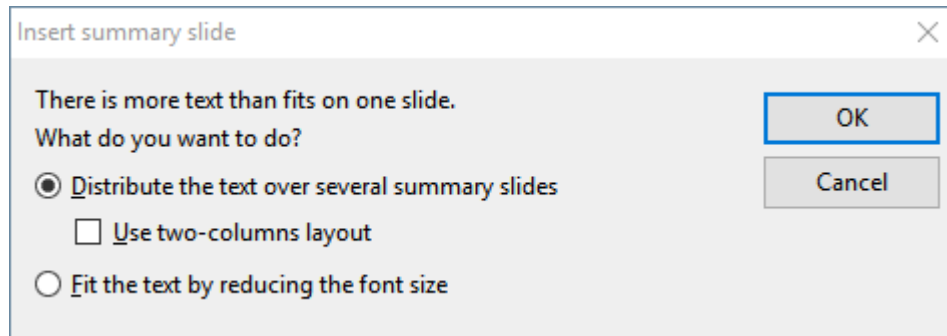 Insert summary slide
There is more text than fits on one slide.
What do you want to do?
OK
Cancel
Distribute the text over several summary slides
Use two-columns layout
Fit the text by reducing the font size